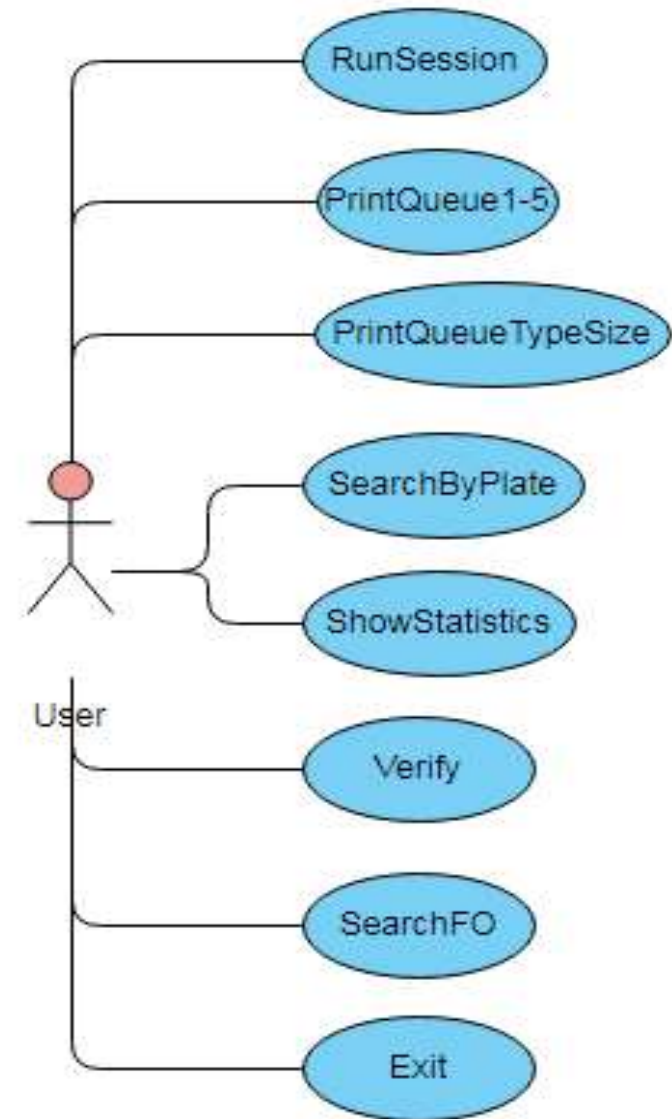 RunSession
PrintQueue1-5
PrintQueueTypeSize
SearchByPlate
ShowStatistics
User
Verify
SearchFO
Exit